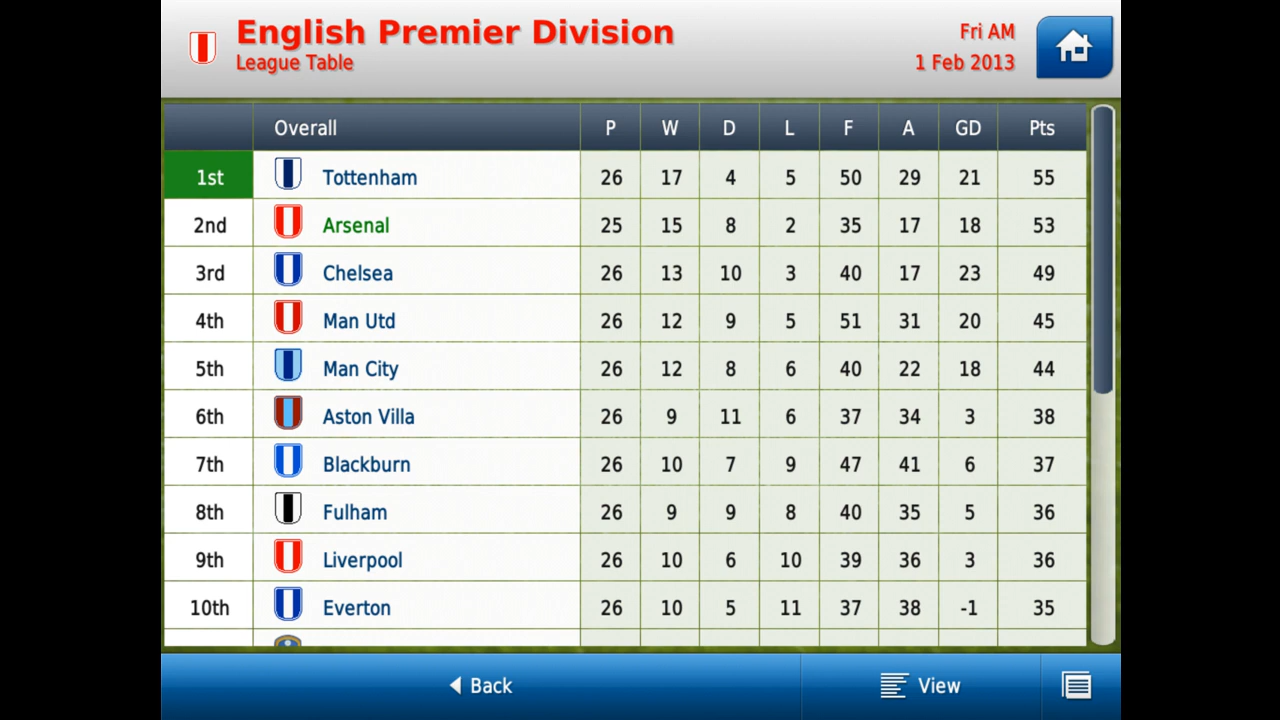 English Premier Division
League Table
Fri AM
1 Feb 2013
Overall P W D L F A GD Pts
1st Tottenham 26 17 4 5 50 29 21 55
2nd Arsenal 25 15 8 2 35 17 18 53
3rd Chelsea 26 13 10 3 40 17 23 49
4th Man Utd 26 12 9 5 51 31 20 45
5th Man City 26 12 8 6 40 22 18 44
6th Aston Villa 26 9 11 6 37 34 3 38
7th Blackburn 26 10 7 9 47 41 6 37
8th Fulham 26 9 9 8 40 35 5 36
9th Liverpool 26 10 6 10 39 36 3 36
10th Everton 26 10 5 11 37 38 -1 35
Back View